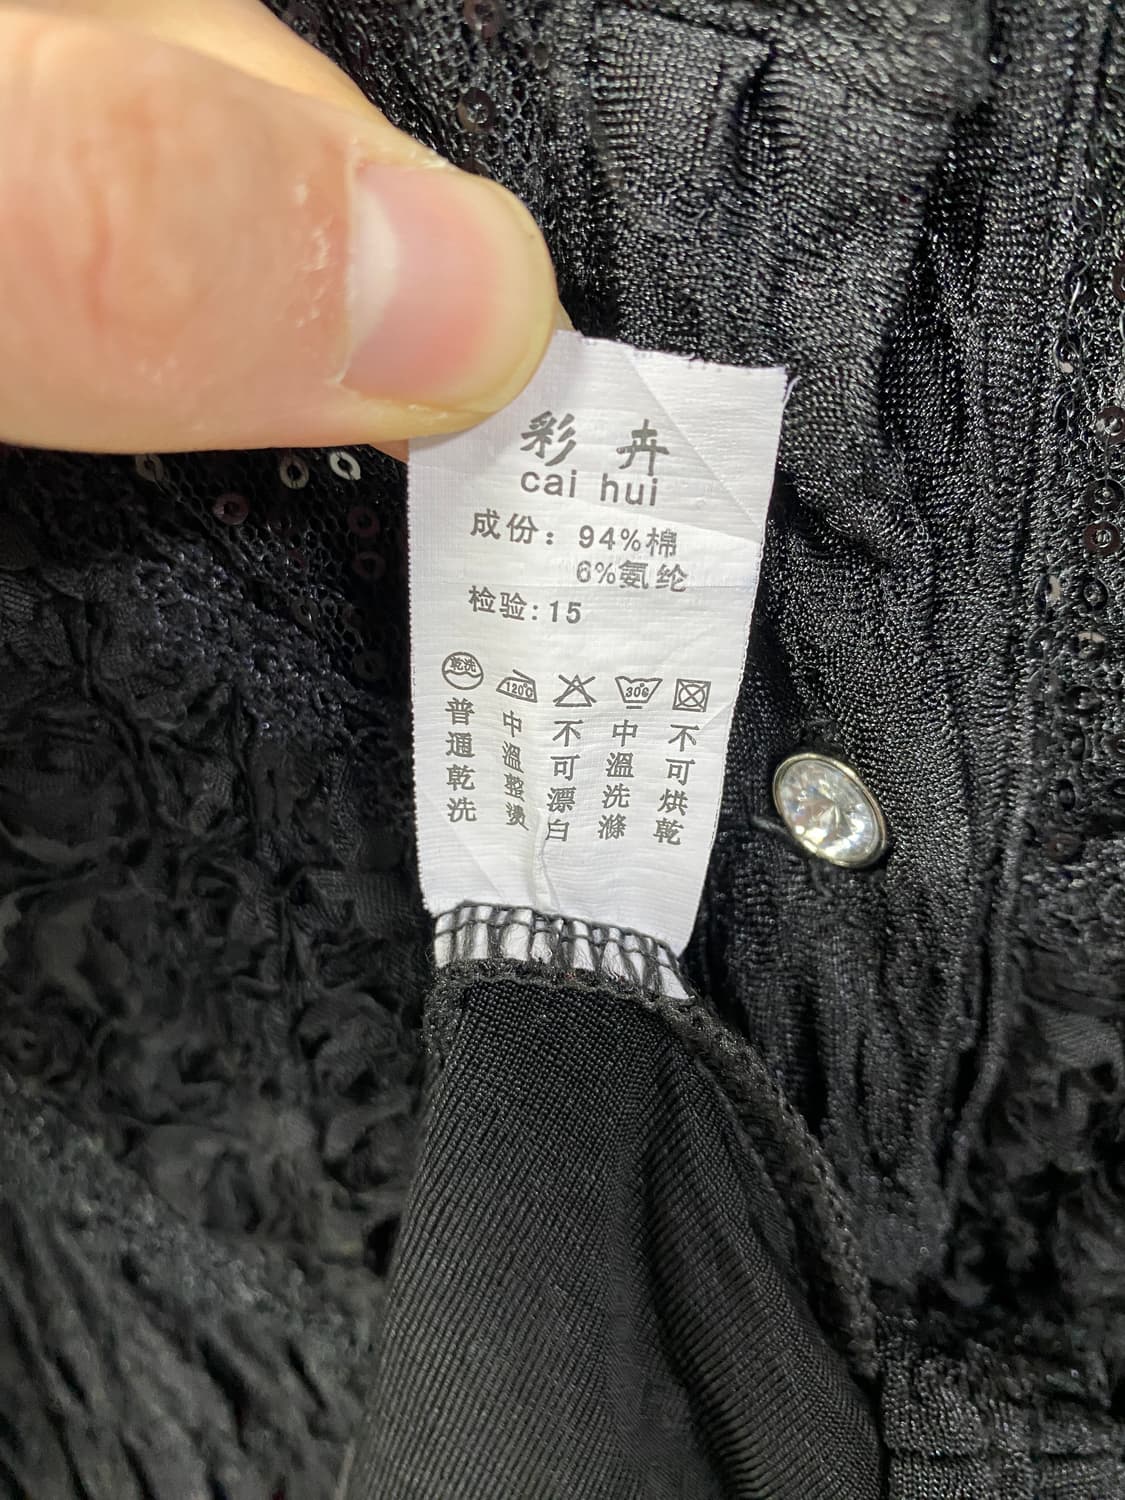 彩卉
cai hui
成份：94%棉
6%氨纶
检验:15
乾洗
120℃
30℃
普通乾洗
中溫整燙
不可漂白
中溫洗滌
不可烘乾